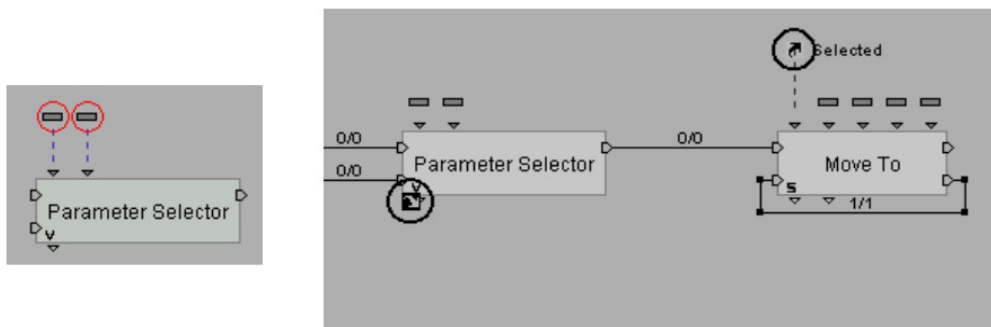 Parameter Selector
V
Selected
0/0
0/0
Parameter Selector
V
0/0
Move To
S
1/1